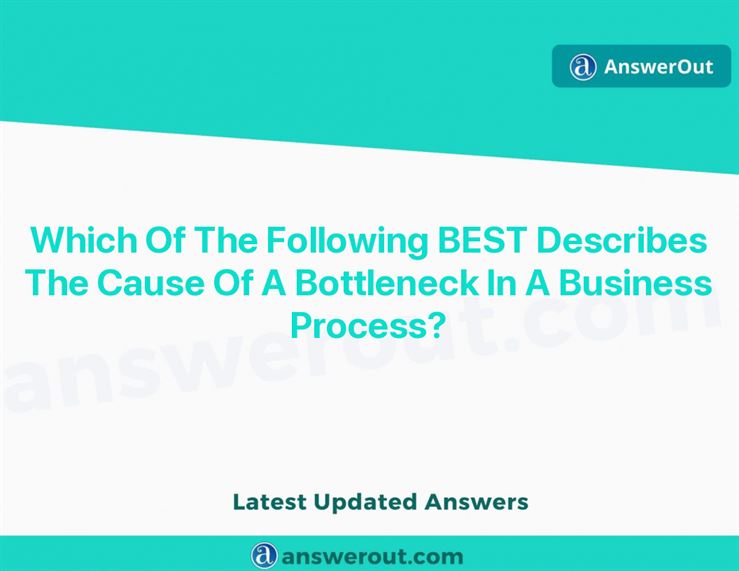 AnswerOut
Which Of The Following BEST Describes
The Cause Of A Bottleneck In A Business
Process?
answerout.com
Latest Updated Answers
answerout.com